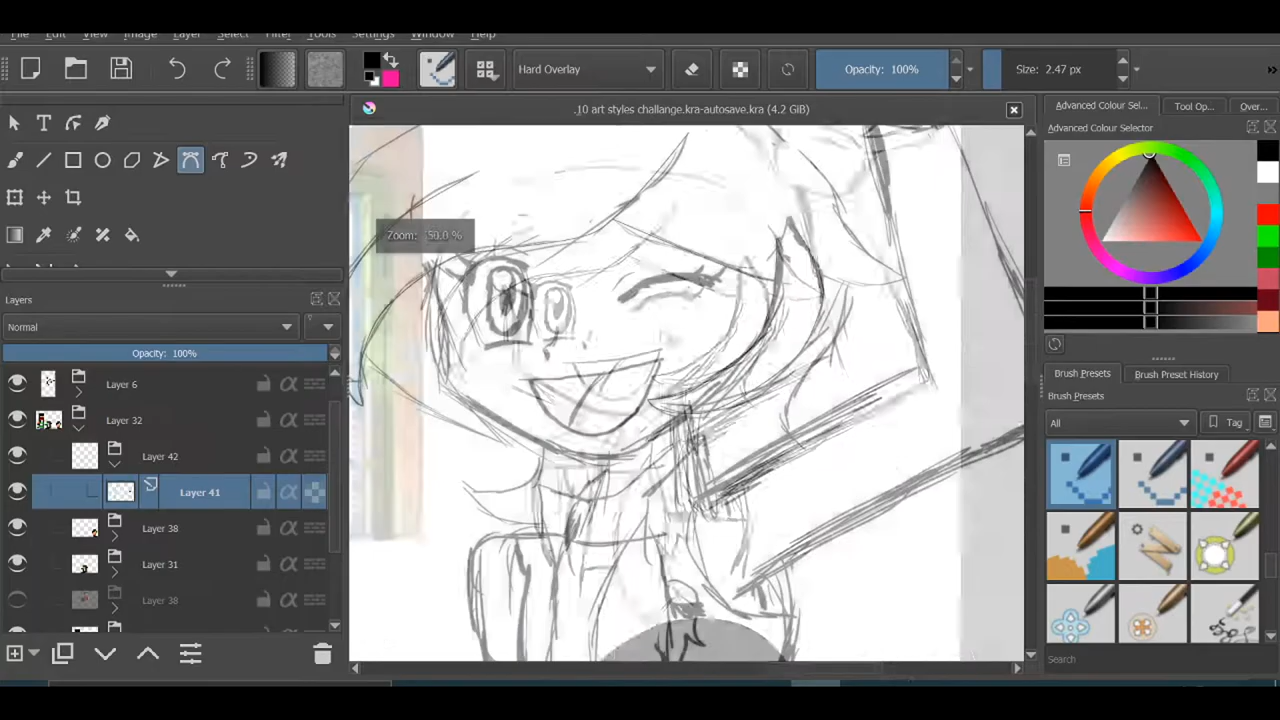 File Edit View Image Layer Select Filter Tools Settings Window Help
Hard Overlay Opacity: 100% Size: 2.47 px
.10 art styles challange.kra-autosave.kra (4.2 GiB)
Advanced Colour Sel... Tool Op... Over...
Advanced Colour Selector
Zoom: 50.0 %
Layers
Normal
Opacity: 100%
Layer 6
Layer 32
Layer 42
Layer 41
Layer 38
Layer 31
Layer 38
Brush Presets Brush Preset History
Brush Presets
All Tag
Search